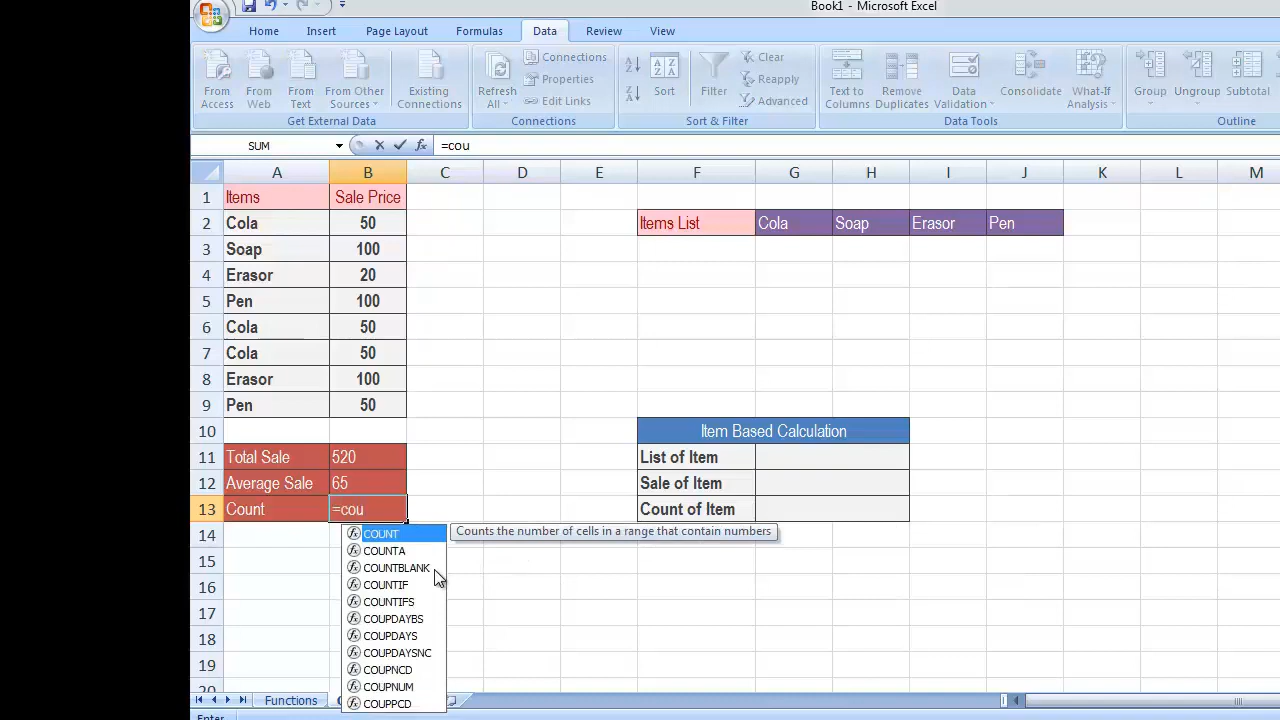 Book1 - Microsoft Excel
Home Insert Page Layout Formulas Data Review View
From Access
From Web
From Text
From Other Sources
Existing Connections
Get External Data
Refresh All
Connections
Properties
Edit Links
Connections
Sort
Filter
Clear
Reapply
Advanced
Sort & Filter
Text to Columns
Remove Duplicates
Data Validation
Consolidate
What-If Analysis
Data Tools
Group
Ungroup
Subtotal
Outline
SUM =cou
A B C D E F G H I J K L M
1 Items Sale Price
2 Cola 50 Items List Cola Soap Erasor Pen
3 Soap 100
4 Erasor 20
5 Pen 100
6 Cola 50
7 Cola 50
8 Erasor 100
9 Pen 50
10 Item Based Calculation
11 Total Sale 520 List of Item
12 Average Sale 65 Sale of Item
13 Count =cou Count of Item
14 COUNT Counts the number of cells in a range that contain numbers
COUNTA
15 COUNTBLANK
16 COUNTIF
COUNTIFS
17 COUPDAYBS
18 COUPDAYS
COUPDAYSNC
19 COUPNCD
20 COUPNUM
Functions
COUPPCD
Enter